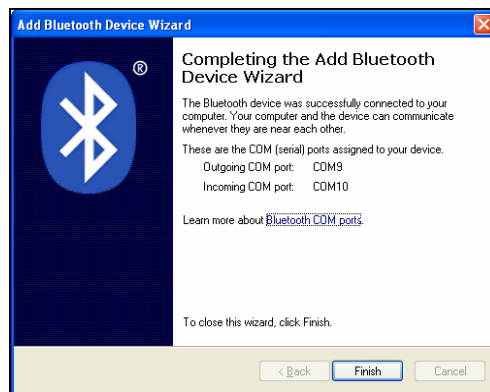 Add Bluetooth Device Wizard
®
Completing the Add Bluetooth
Device Wizard
The Bluetooth device was successfully connected to your
computer. Your computer and the device can communicate
whenever they are near each other.
These are the COM (serial) ports assigned to your device.
Outgoing COM port: COM9
Incoming COM port: COM10
Learn more about Bluetooth COM ports.
To close this wizard, click Finish.
< Back Finish Cancel